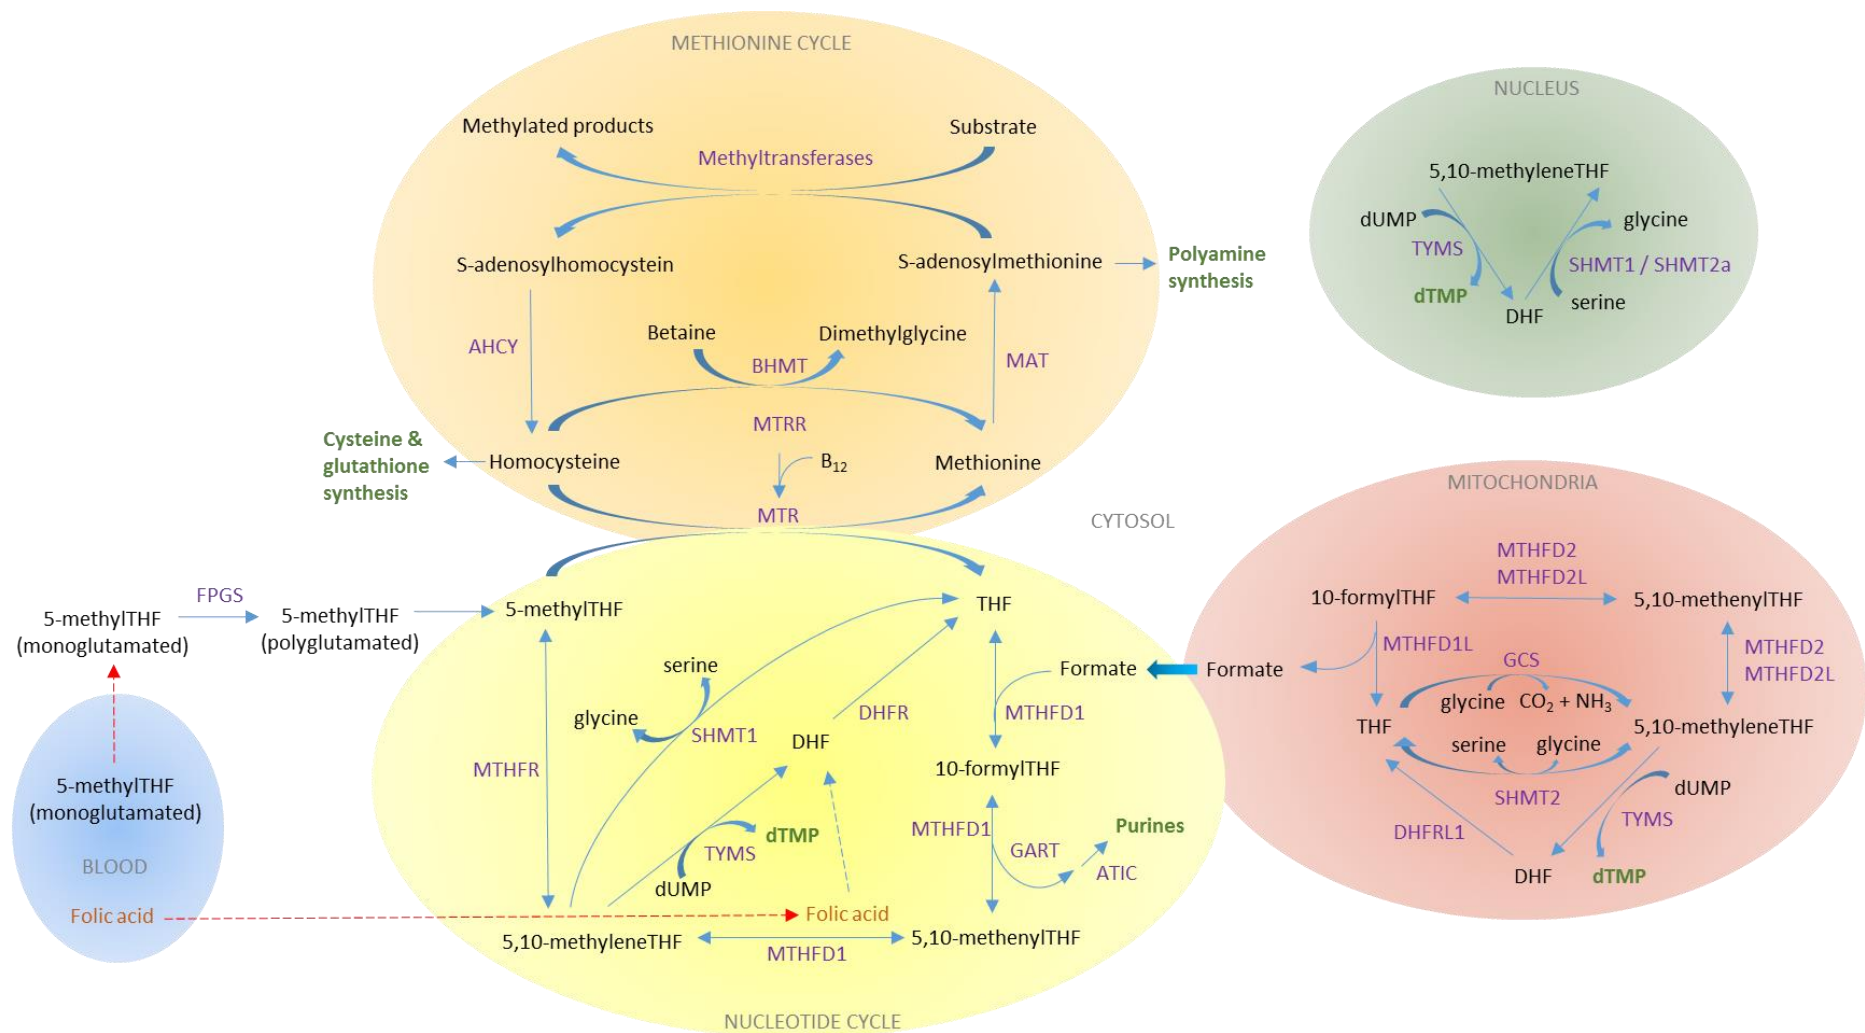 METHIONINE CYCLE
Methylated products
Substrate
Methyltransferases
S-adenosylhomocystein
S-adenosylmethionine
Polyamine
synthesis
Betaine
Dimethylglycine
AHCY
BHMT
MAT
MTRR
Cysteine &
glutathione
synthesis
Homocysteine
B12
Methionine
MTR
CYTOSOL
NUCLEUS
5,10-methyleneTHF
dUMP
glycine
TYMS
SHMT1 / SHMT2a
dTMP
serine
DHF
FPGS
5-methylTHF
(monoglutamated)
5-methylTHF
(polyglutamated)
5-methylTHF
THF
serine
glycine
SHMT1
DHFR
Formate
MTHFD1
MTHFR
DHF
10-formylTHF
MTHFD1
Purines
dTMP
TYMS
GART
ATIC
dUMP
Folic acid
5,10-methyleneTHF
MTHFD1
5,10-methenylTHF
NUCLEOTIDE CYCLE
5-methylTHF
(monoglutamated)
BLOOD
Folic acid
MITOCHONDRIA
MTHFD2
MTHFD2L
10-formylTHF
5,10-methenylTHF
MTHFD1L
MTHFD2
MTHFD2L
Formate
GCS
glycine
CO2 + NH3
THF
5,10-methyleneTHF
serine
glycine
SHMT2
dUMP
TYMS
DHFRL1
DHF
dTMP